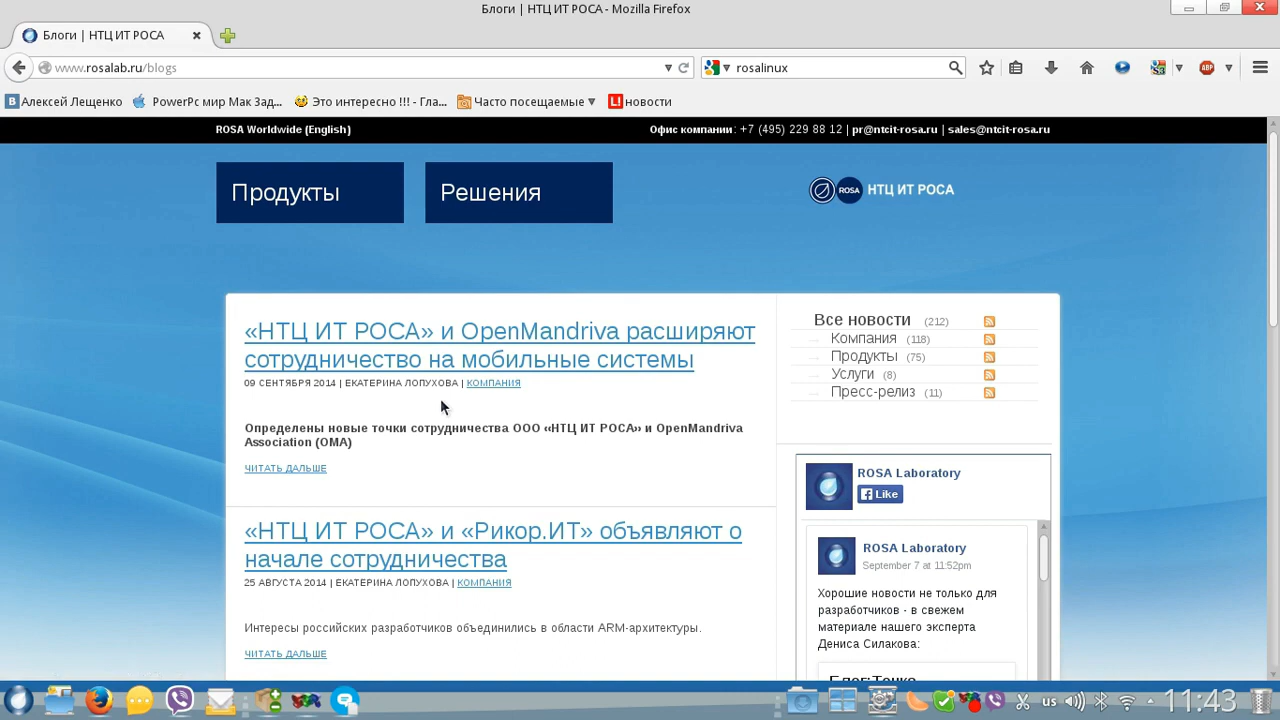 Блоги | НТЦ ИТ РОСА - Mozilla Firefox
Блоги | НТЦ ИТ РОСА
www.rosalab.ru/blogs
rosalinux
ABP
Алексей Лещенко
PowerPc мир Мак Зад...
Это интересно !!! - Гла...
Часто посещаемые
новости
ROSA Worldwide (English)
Офис компании: +7 (495) 229 88 12 | pr@ntcit-rosa.ru | sales@ntcit-rosa.ru
Продукты
Решения
ROSA НТЦ ИТ РОСА
«НТЦ ИТ РОСА» и OpenMandriva расширяют
сотрудничество на мобильные системы
09 СЕНТЯБРЯ 2014 | ЕКАТЕРИНА ЛОПУХОВА | КОМПАНИЯ
Определены новые точки сотрудничества ООО «НТЦ ИТ РОСА» и OpenMandriva
Association (OMA)
ЧИТАТЬ ДАЛЬШЕ
«НТЦ ИТ РОСА» и «Рикор.ИТ» объявляют о
начале сотрудничества
25 АВГУСТА 2014 | ЕКАТЕРИНА ЛОПУХОВА | КОМПАНИЯ
Интересы российских разработчиков объединились в области ARM-архитектуры.
ЧИТАТЬ ДАЛЬШЕ
Все новости (212)
Компания (118)
Продукты (75)
Услуги (8)
Пресс-релиз (11)
ROSA Laboratory
Like
ROSA Laboratory
September 7 at 11:52pm
Хорошие новости не только для
разработчиков - в свежем
материале нашего эксперта
Дениса Силакова:
Блог:Точка
us
11:43